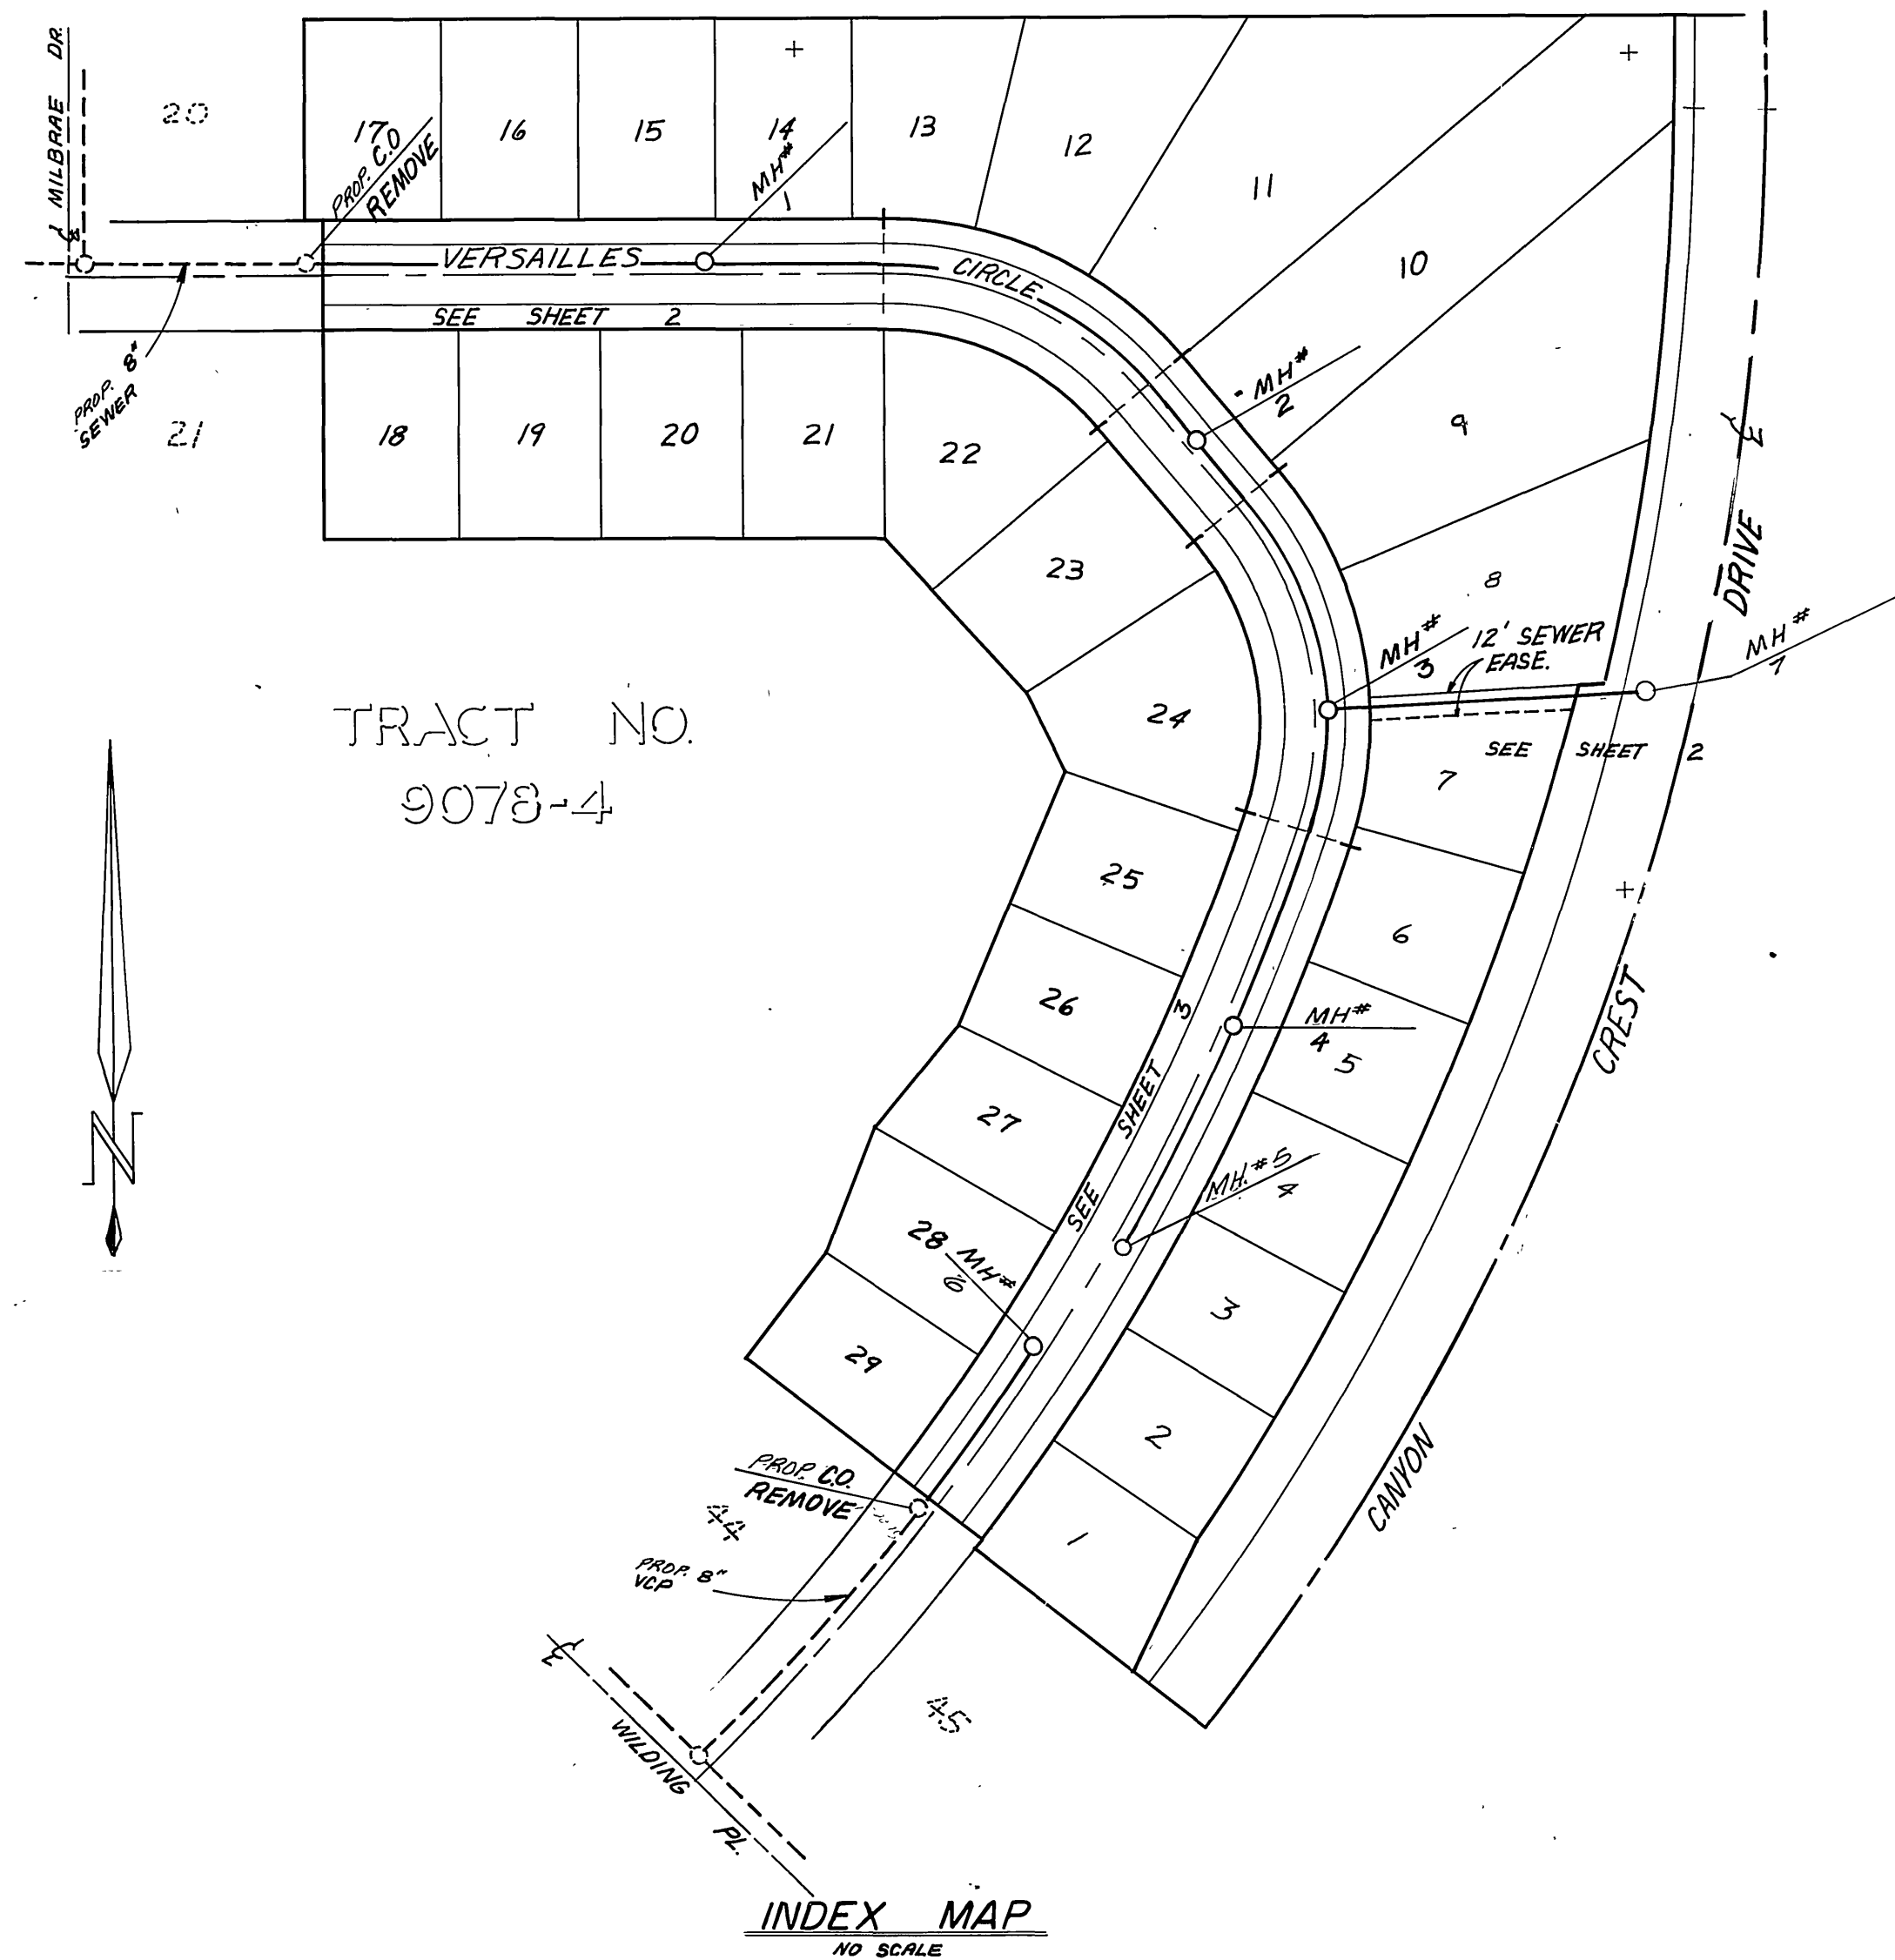 ℄ MILBRAE DR.
20
17
16
15
14
13
12
11
10
9
8
PROP. C.O
REMOVE
MH#
1
VERSAILLES CIRCLE
SEE SHEET 2
PROP. 8"
SEWER
21
18
19
20
21
22
23
24
MH#
2
MH#
3
12' SEWER
EASE.
MH#
7
SEE SHEET 2
7
℄
CANYON CREST DRIVE
TRACT NO.
9078-4
25
26
27
28
29
6
5
4
3
2
1
SEE SHEET 3
MH#
4
MH.#5
MH#
6
N
PROP. C.O.
REMOVE
44
PROP. 8"
VCP
45
℄
WILDING PL.
INDEX MAP
NO SCALE